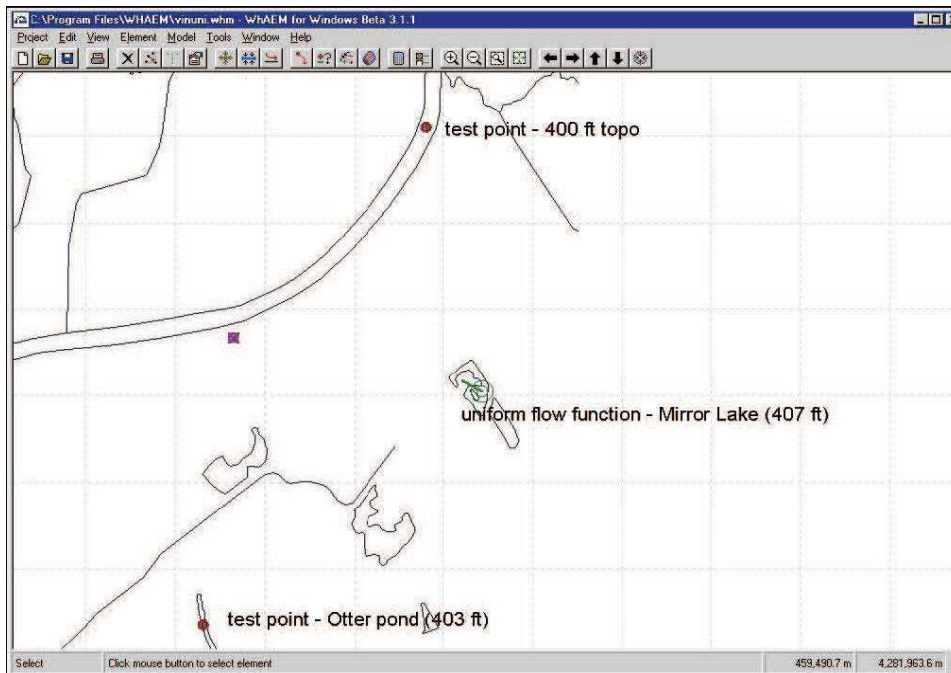 C:\Program Files\WHAEM\vinuni.whm - WhAEM for Windows Beta 3.1.1
Project Edit View Element Model Tools Window Help
test point - 400 ft topo
uniform flow function - Mirror Lake (407 ft)
test point - Otter pond (403 ft)
Select Click mouse button to select element 459,490.7 m 4,281,963.6 m